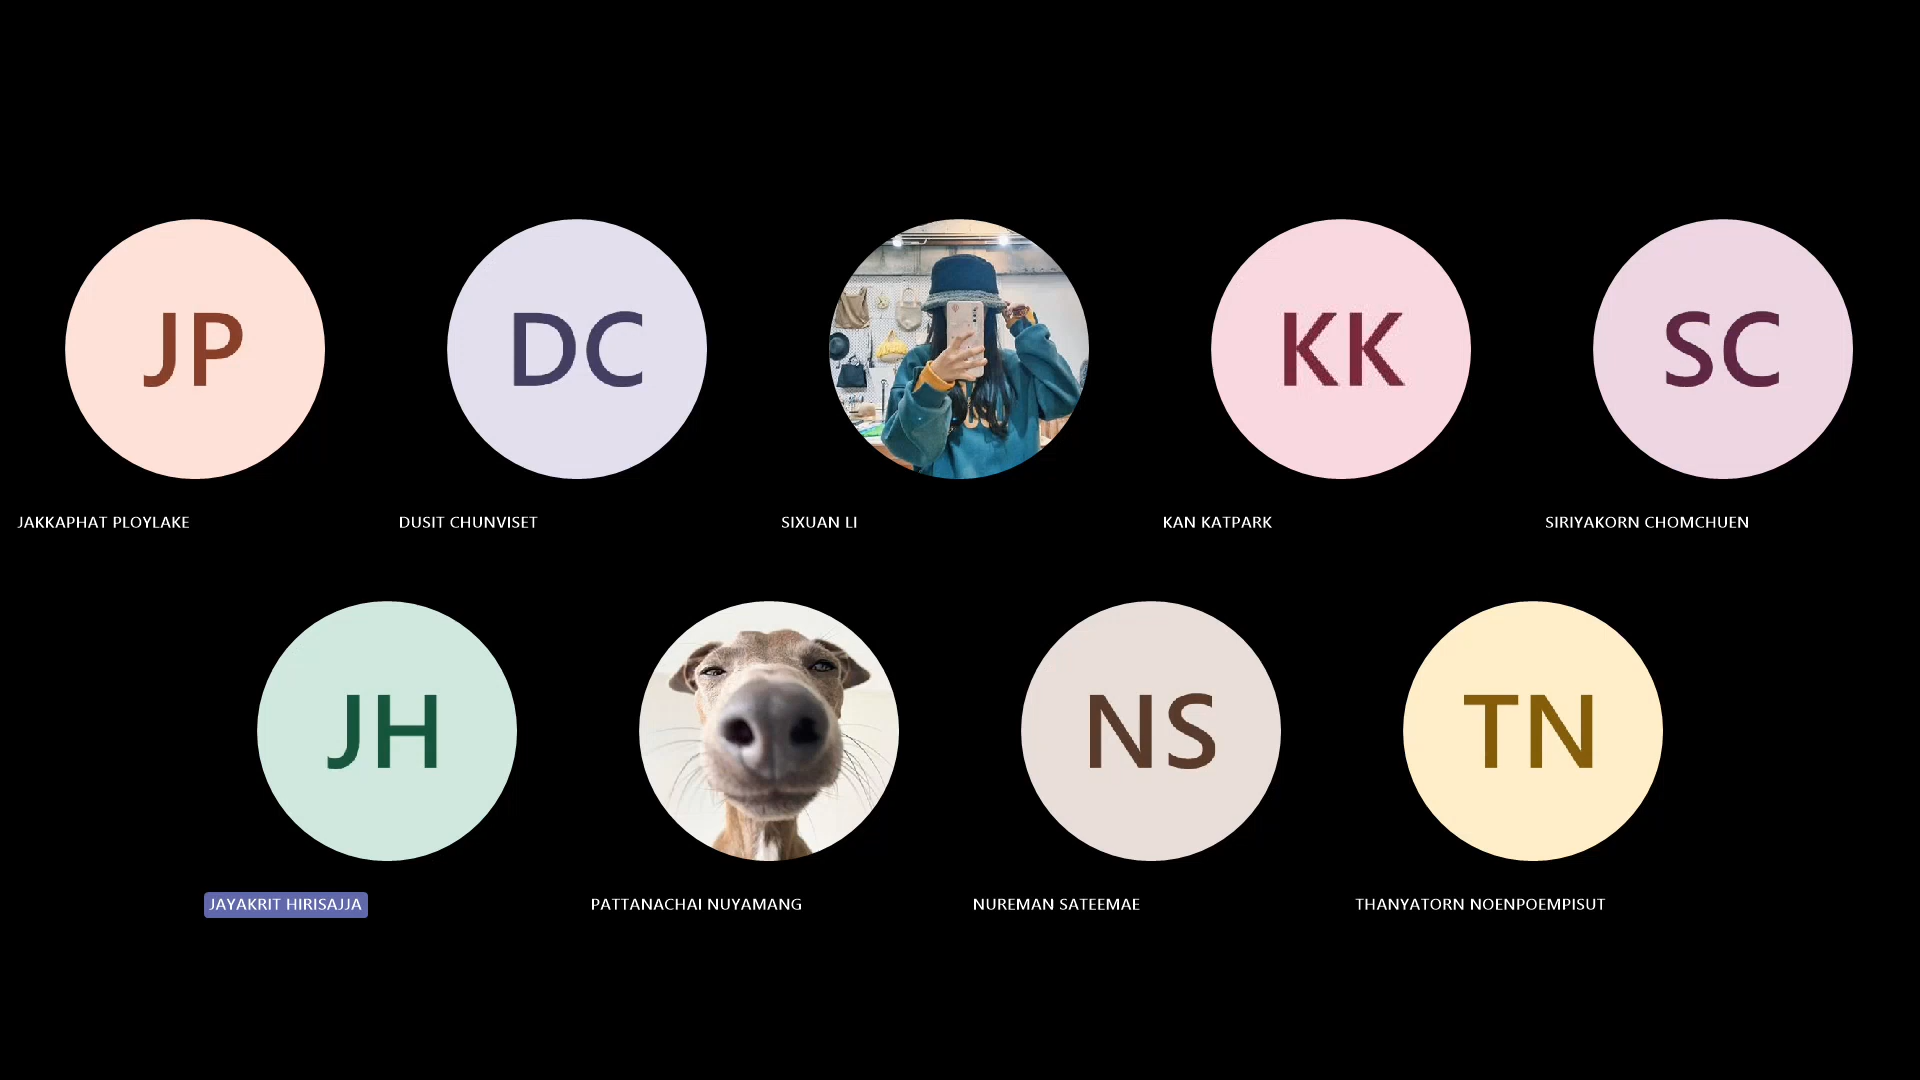 JP
DC
KK
SC
JAKKAPHAT PLOYLAKE
DUSIT CHUNVISET
SIXUAN LI
KAN KATPARK
SIRIYAKORN CHOMCHUEN
JH
NS
TN
JAYAKRIT HIRISAJJA
PATTANACHAI NUYAMANG
NUREMAN SATEEMAE
THANYATORN NOENPOEMPISUT